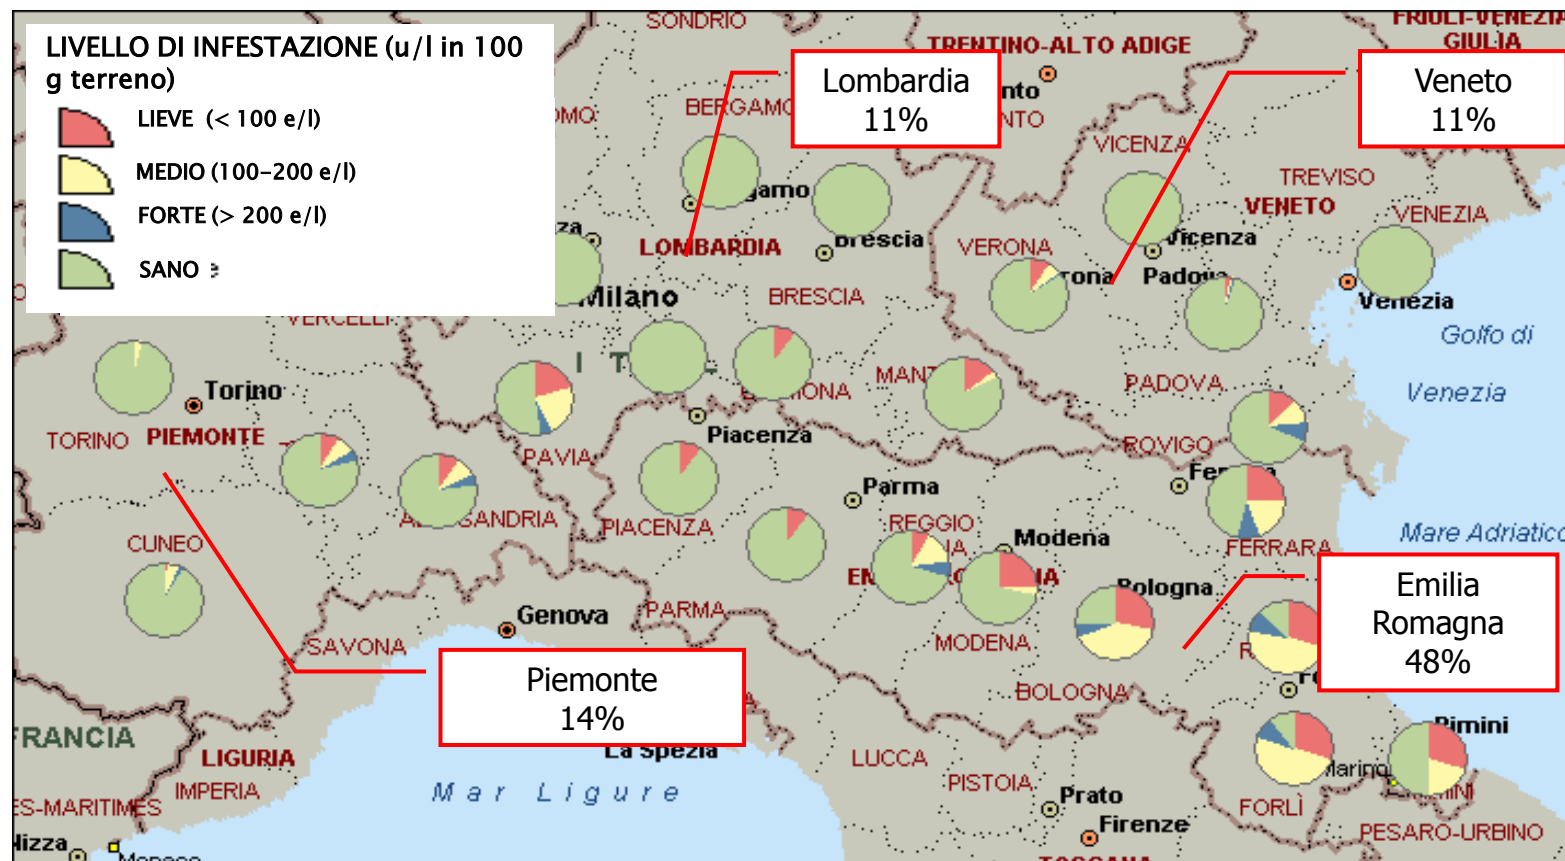 LIVELLO DI INFESTAZIONE (u/l in 100
g terreno)
LIEVE (< 100 e/l)
MEDIO (100-200 e/l)
FORTE (> 200 e/l)
SANO
SONDRIO
TRENTINO-ALTO ADIGE
FRIULI-VENEZIA
GIULIA
Lombardia
11%
Veneto
11%
BERGAMO
VICENZA
TREVISO
VENETO
VENEZIA
LOMBARDIA
Brescia
VERONA
Vicenza
Padova
Venezia
Milano
BRESCIA
VERCELLI
Golfo di
Venezia
PADOVA
Torino
TORINO
PIEMONTE
Piacenza
PAVIA
ROVIGO
Parma
PIACENZA
REGGIO
Modena
FERRARA
Mare Adriatico
CUNEO
Bologna
Emilia
Romagna
48%
Genova
PARMA
SAVONA
MODENA
Piemonte
14%
BOLOGNA
FRANCIA
LIGURIA
La Spezia
Rimini
LUCCA
PISTOIA
IMPERIA
Mar Ligure
Prato
FORLÌ
Firenze
PESARO-URBINO
Nizza
Monaco
TOSCANA